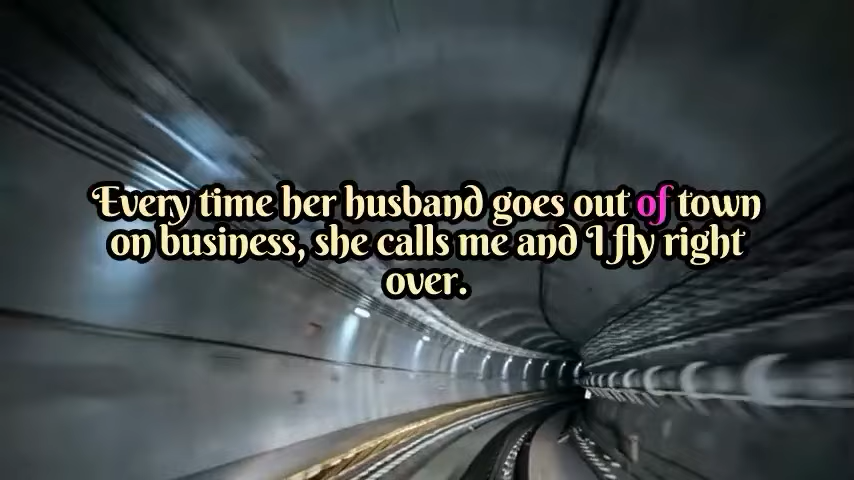 Every time her husband goes out of town
on business, she calls me and I fly right
over.